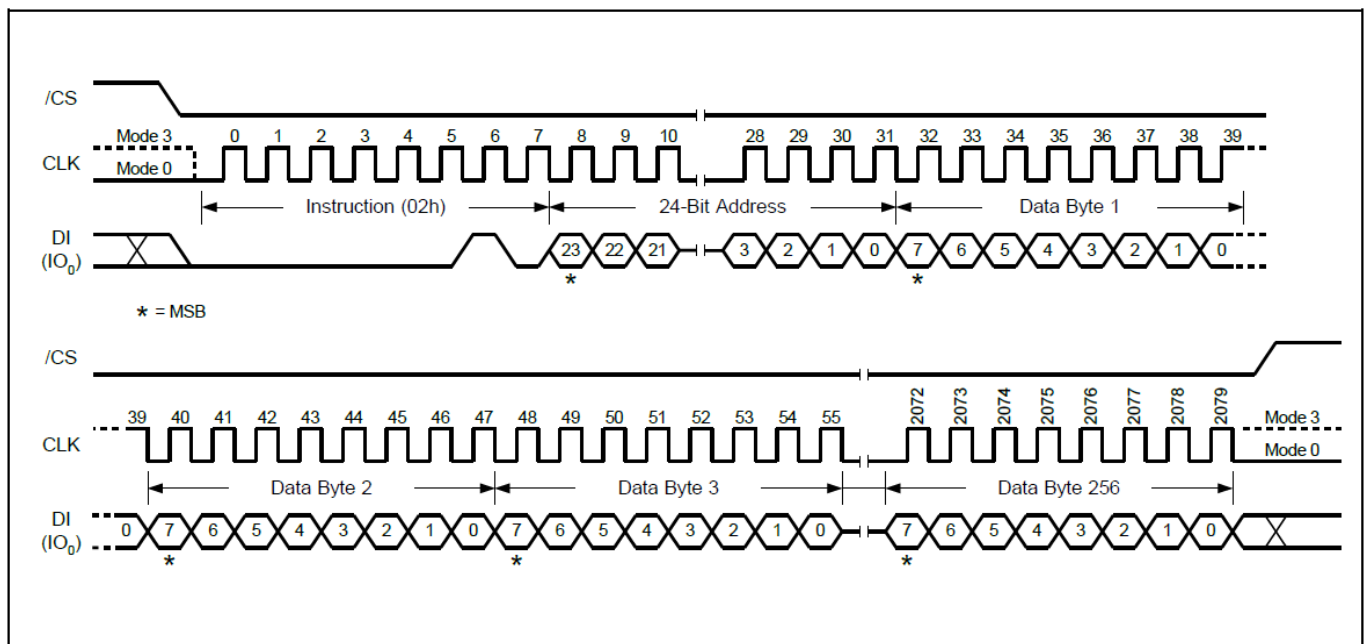 /CS
Mode 3 0 1 2 3 4 5 6 7 8 9 10 28 29 30 31 32 33 34 35 36 37 38 39
CLK Mode 0
Instruction (02h) 24-Bit Address Data Byte 1
DI
(IO0) 23 22 21 3 2 1 0 7 6 5 4 3 2 1 0
* *
* = MSB
/CS
39 40 41 42 43 44 45 46 47 48 49 50 51 52 53 54 55 2072 2073 2074 2075 2076 2077 2078 2079 Mode 3
CLK Mode 0
Data Byte 2 Data Byte 3 Data Byte 256
DI
(IO0) 0 7 6 5 4 3 2 1 0 7 6 5 4 3 2 1 0 7 6 5 4 3 2 1 0
* * *